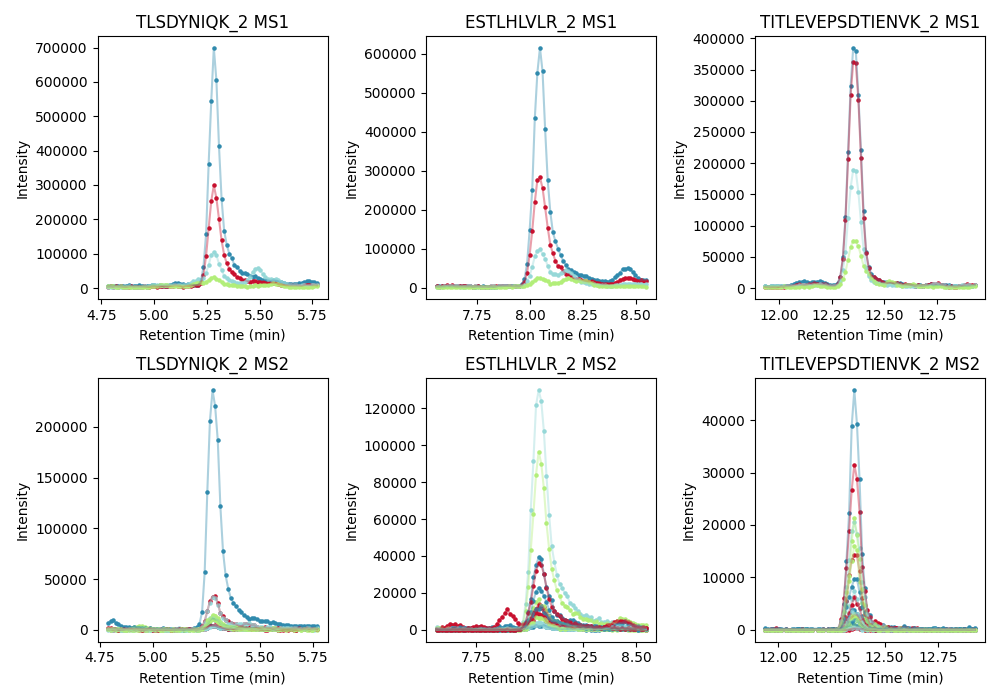 TLSDYNIQK_2 MS1
ESTLHLVLR_2 MS1
TITLEVEPSDTIENVK_2 MS1
Intensity
700000
600000
500000
400000
300000
200000
100000
0
4.75 5.00 5.25 5.50 5.75
Retention Time (min)
Intensity
600000
500000
400000
300000
200000
100000
0
7.75 8.00 8.25 8.50
Retention Time (min)
Intensity
400000
350000
300000
250000
200000
150000
100000
50000
0
12.00 12.25 12.50 12.75
Retention Time (min)
TLSDYNIQK_2 MS2
ESTLHLVLR_2 MS2
TITLEVEPSDTIENVK_2 MS2
Intensity
200000
150000
100000
50000
0
4.75 5.00 5.25 5.50 5.75
Retention Time (min)
Intensity
120000
100000
80000
60000
40000
20000
0
7.75 8.00 8.25 8.50
Retention Time (min)
Intensity
40000
30000
20000
10000
0
12.00 12.25 12.50 12.75
Retention Time (min)